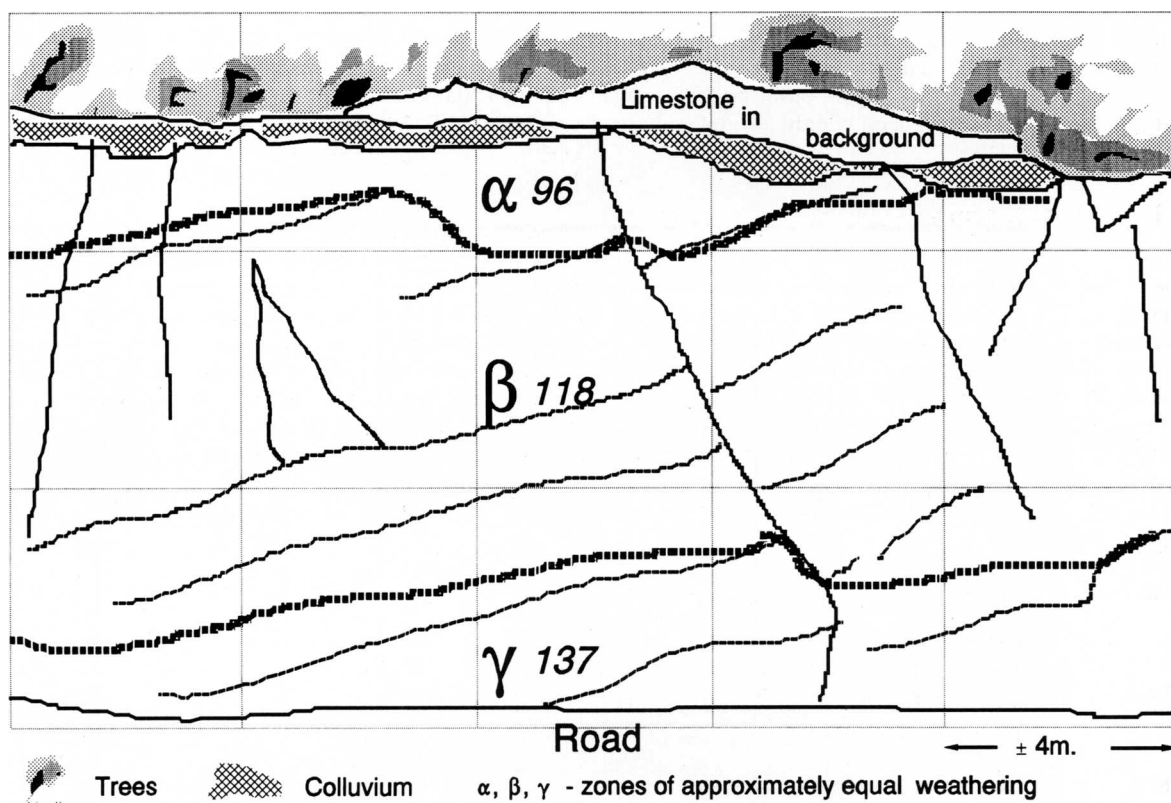 Limestone
in
background
α 96
β 118
γ 137
Road
± 4m.
Trees
Colluvium
α, β, γ - zones of approximately equal weathering